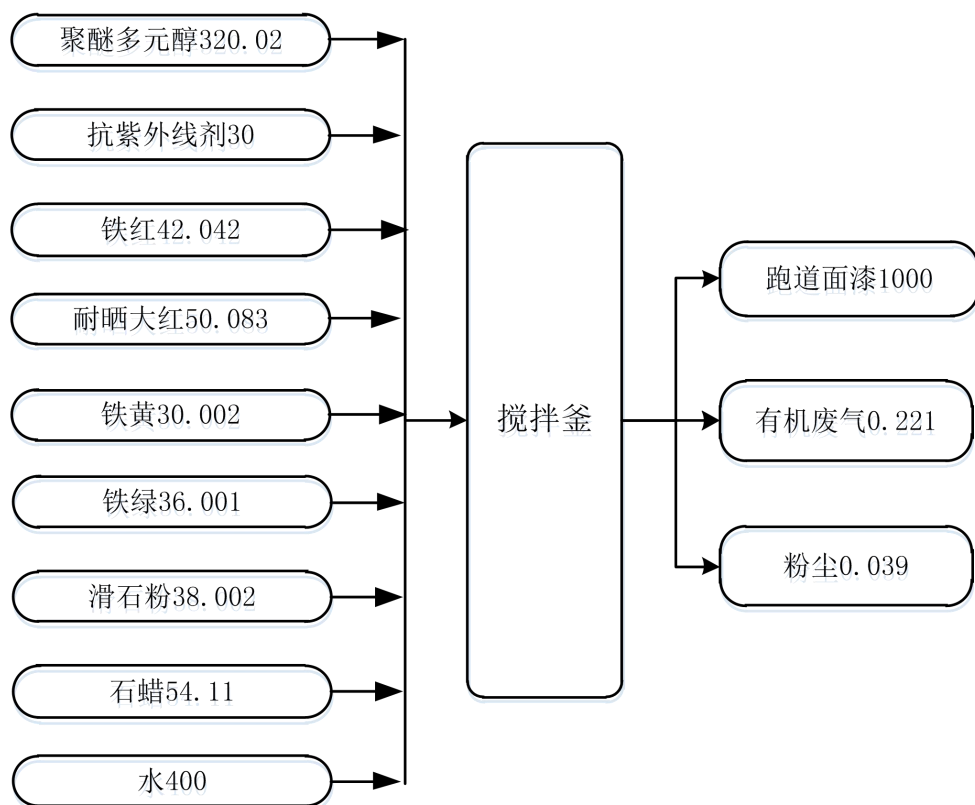 聚醚多元醇320.02
抗紫外线剂30
铁红42.042
耐晒大红50.083
铁黄30.002
铁绿36.001
滑石粉38.002
石蜡54.11
水400
搅拌釜
跑道面漆1000
有机废气0.221
粉尘0.039